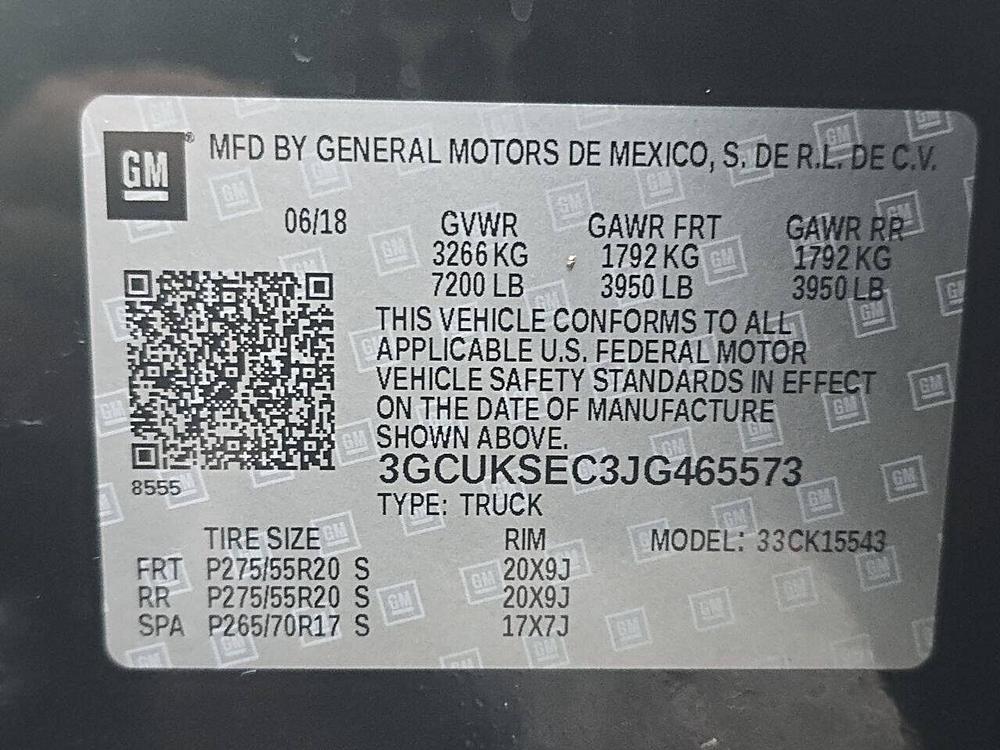 GM ® MFD BY GENERAL MOTORS DE MEXICO, S. DE R.L. DE C.V.
06/18 GVWR GAWR FRT GAWR RR
3266 KG 1792 KG 1792 KG
7200 LB 3950 LB 3950 LB
THIS VEHICLE CONFORMS TO ALL
APPLICABLE U.S. FEDERAL MOTOR
VEHICLE SAFETY STANDARDS IN EFFECT
ON THE DATE OF MANUFACTURE
SHOWN ABOVE.
3GCUKSEC3JG465573
8555
TYPE: TRUCK
TIRE SIZE RIM MODEL: 33CK15543
FRT P275/55R20 S 20X9J
RR P275/55R20 S 20X9J
SPA P265/70R17 S 17X7J